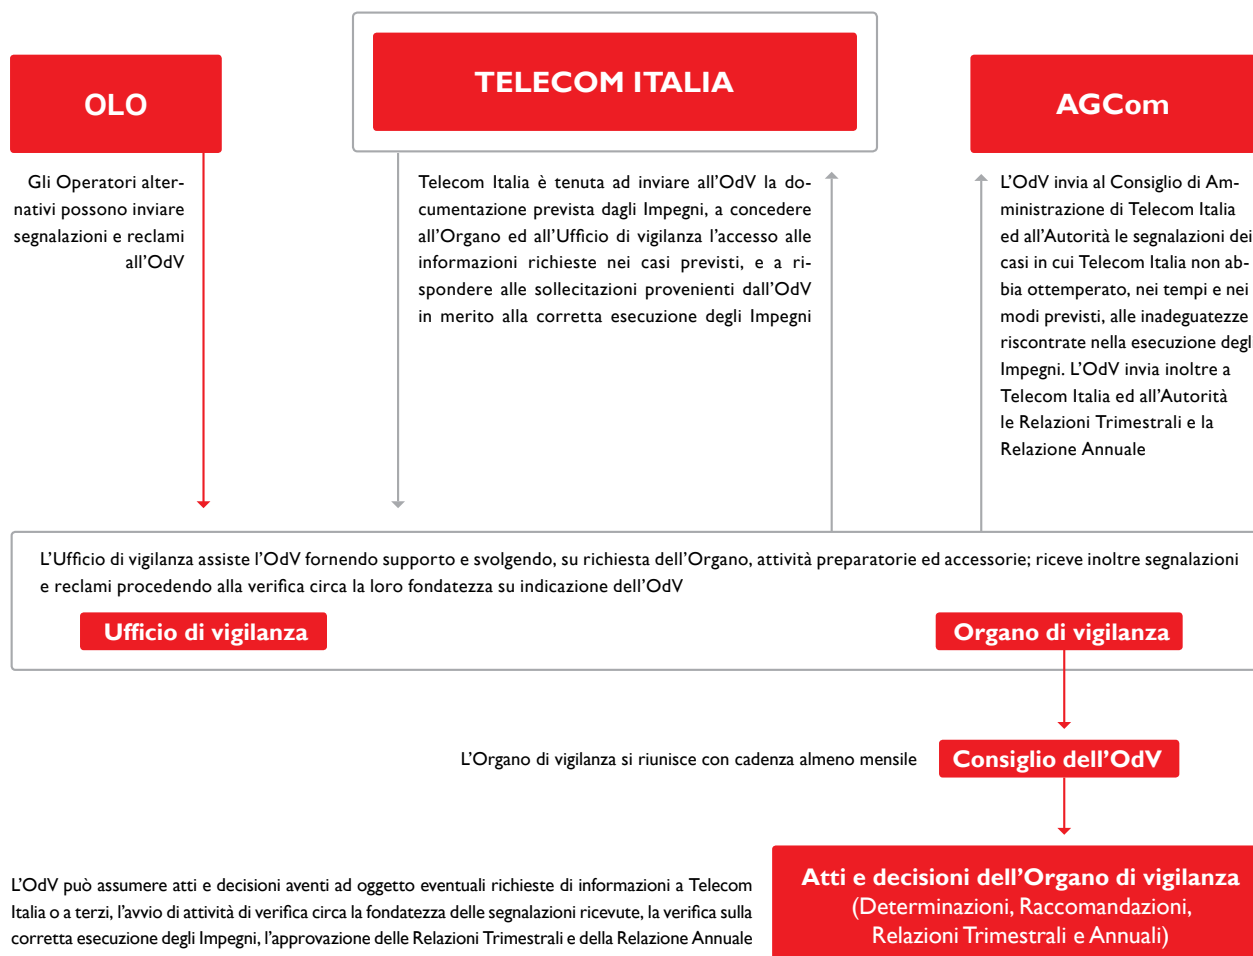 OLO
TELECOM ITALIA
AGCom
Gli Operatori alter-
nativi possono inviare
segnalazioni e reclami
all’OdV
Telecom Italia è tenuta ad inviare all’OdV la do-
cumentazione prevista dagli Impegni, a concedere
all’Organo ed all’Ufficio di vigilanza l’accesso alle
informazioni richieste nei casi previsti, e a ri-
spondere alle sollecitazioni provenienti dall’OdV
in merito alla corretta esecuzione degli Impegni
L’OdV invia al Consiglio di Am-
ministrazione di Telecom Italia
ed all’Autorità le segnalazioni dei
casi in cui Telecom Italia non ab-
bia ottemperato, nei tempi e nei
modi previsti, alle inadeguatezze
riscontrate nella esecuzione degl
Impegni. L’OdV invia inoltre a
Telecom Italia ed all’Autorità
le Relazioni Trimestrali e la
Relazione Annuale
L’Ufficio di vigilanza assiste l’OdV fornendo supporto e svolgendo, su richiesta dell’Organo, attività preparatorie ed accessorie; riceve inoltre segnalazioni
e reclami procedendo alla verifica circa la loro fondatezza su indicazione dell’OdV
Ufficio di vigilanza
Organo di vigilanza
L’Organo di vigilanza si riunisce con cadenza almeno mensile
Consiglio dell’OdV
L’OdV può assumere atti e decisioni aventi ad oggetto eventuali richieste di informazioni a Telecom
Italia o a terzi, l’avvio di attività di verifica circa la fondatezza delle segnalazioni ricevute, la verifica sulla
corretta esecuzione degli Impegni, l’approvazione delle Relazioni Trimestrali e della Relazione Annuale
Atti e decisioni dell’Organo di vigilanza
(Determinazioni, Raccomandazioni,
Relazioni Trimestrali e Annuali)